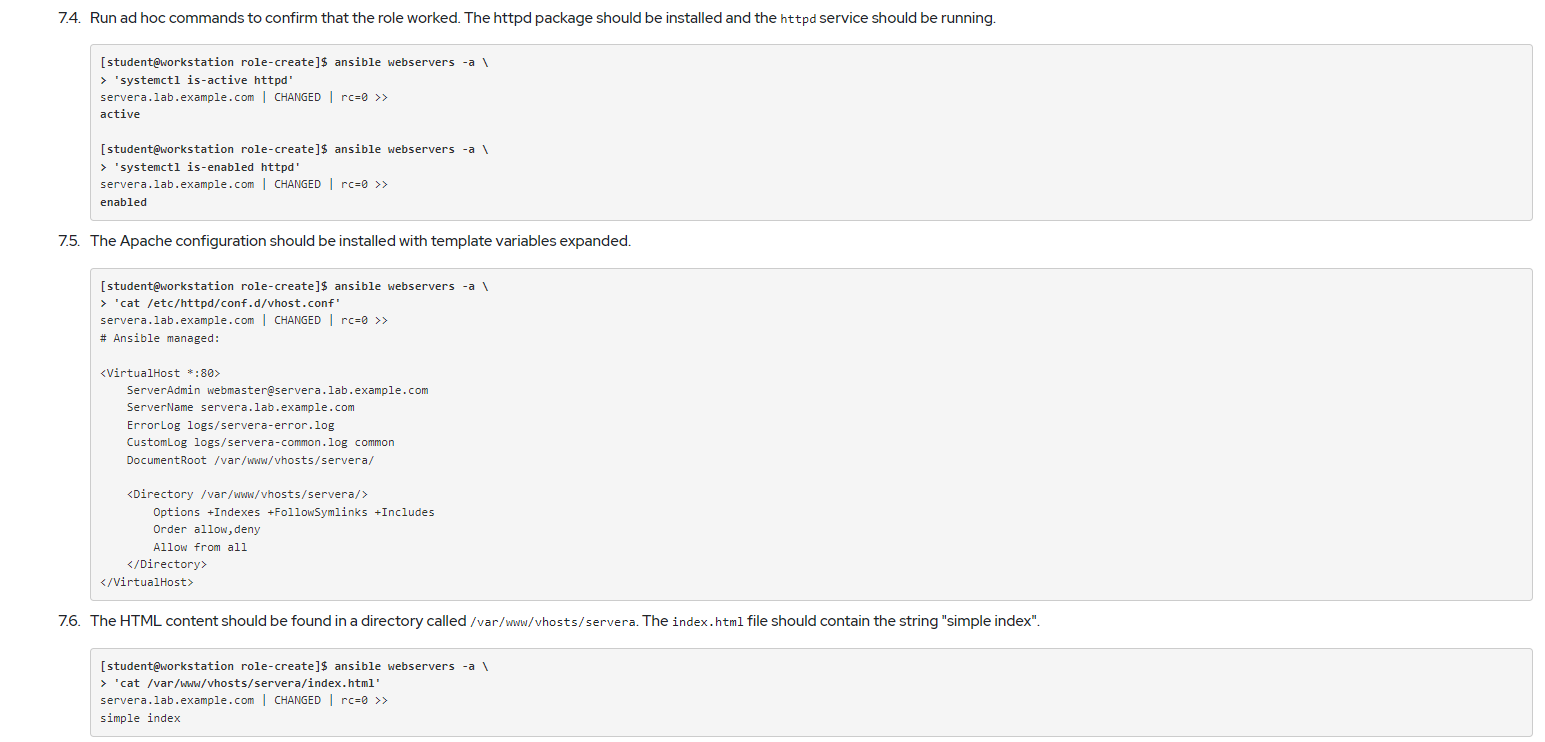 7.4. Run ad hoc commands to confirm that the role worked. The httpd package should be installed and the httpd service should be running.
[student@workstation role-create]$ ansible webservers -a \
> 'systemctl is-active httpd'
servera.lab.example.com | CHANGED | rc=0 >>
active
[student@workstation role-create]$ ansible webservers -a \
> 'systemctl is-enabled httpd'
servera.lab.example.com | CHANGED | rc=0 >>
enabled
7.5. The Apache configuration should be installed with template variables expanded.
[student@workstation role-create]$ ansible webservers -a \
> 'cat /etc/httpd/conf.d/vhost.conf'
servera.lab.example.com | CHANGED | rc=0 >>
# Ansible managed:
<VirtualHost *:80>
    ServerAdmin webmaster@servera.lab.example.com
    ServerName servera.lab.example.com
    ErrorLog logs/servera-error.log
    CustomLog logs/servera-common.log common
    DocumentRoot /var/www/vhosts/servera/
    <Directory /var/www/vhosts/servera/>
        Options +Indexes +FollowSymlinks +Includes
        Order allow,deny
        Allow from all
    </Directory>
</VirtualHost>
7.6. The HTML content should be found in a directory called /var/www/vhosts/servera. The index.html file should contain the string "simple index".
[student@workstation role-create]$ ansible webservers -a \
> 'cat /var/www/vhosts/servera/index.html'
servera.lab.example.com | CHANGED | rc=0 >>
simple index